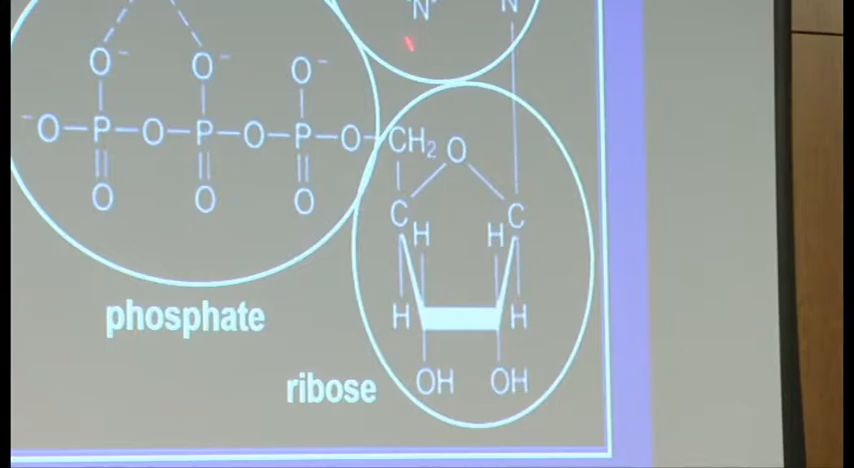 N N
O⁻ O⁻ O⁻
⁻O P O P O P O CH₂ O
O O O C C
H H
H H
phosphate
ribose OH OH